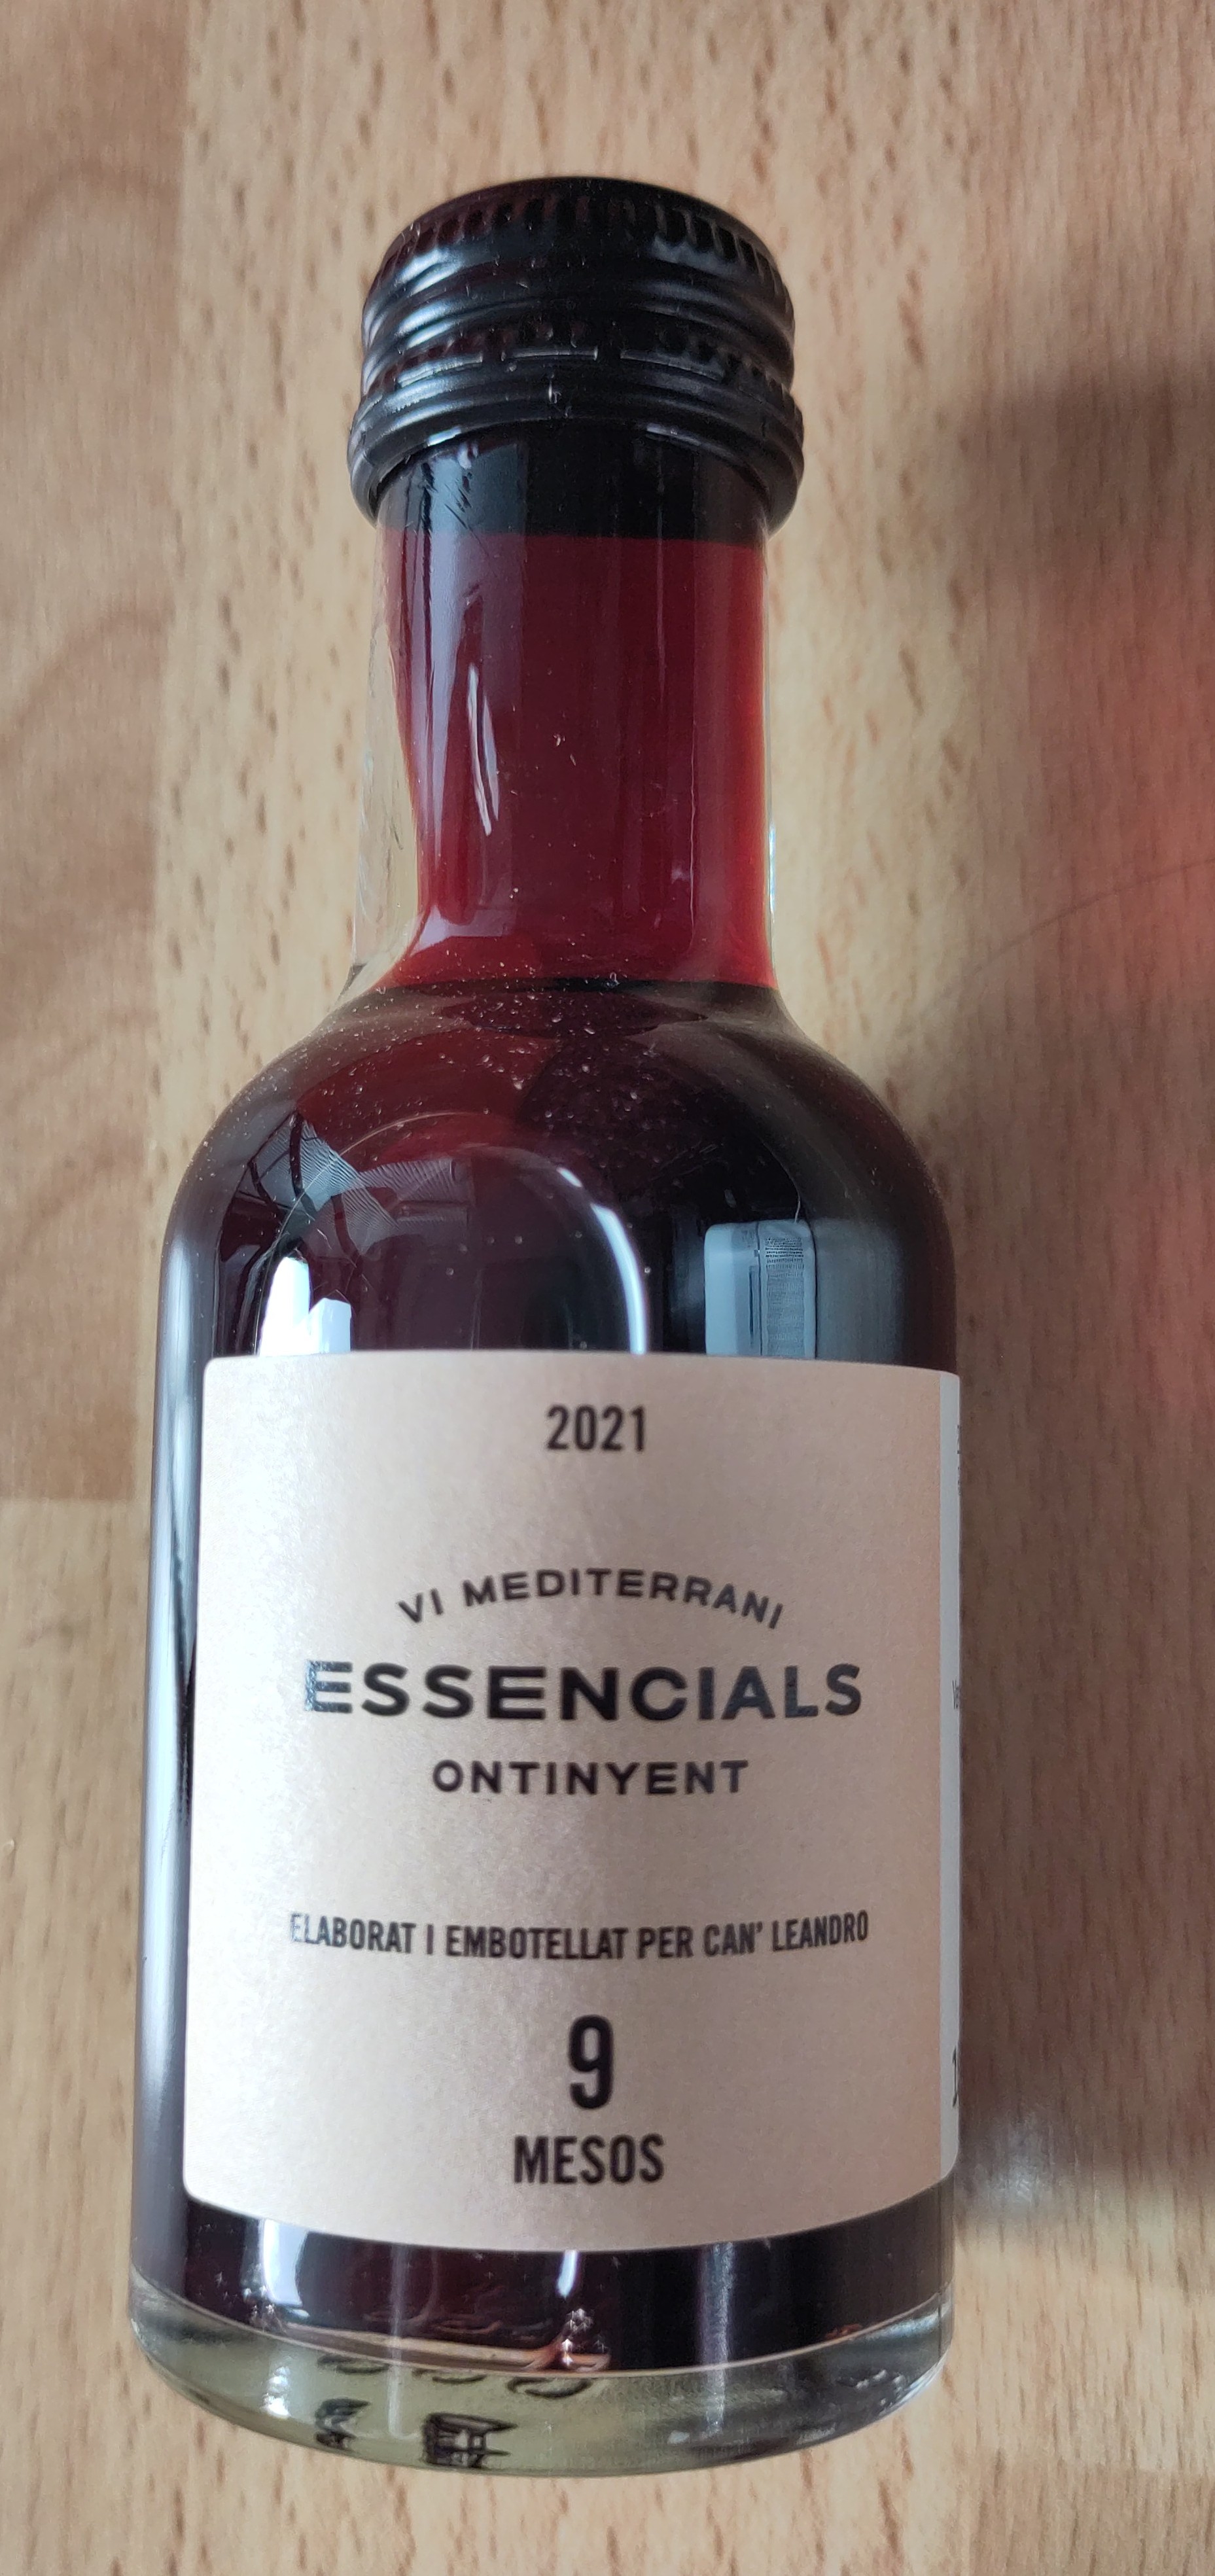 2021
VI MEDITERRANI
ESSENCIALS
ONTINYENT
ELABORAT I EMBOTELLAT PER CAN' LEANDRO
9
MESOS